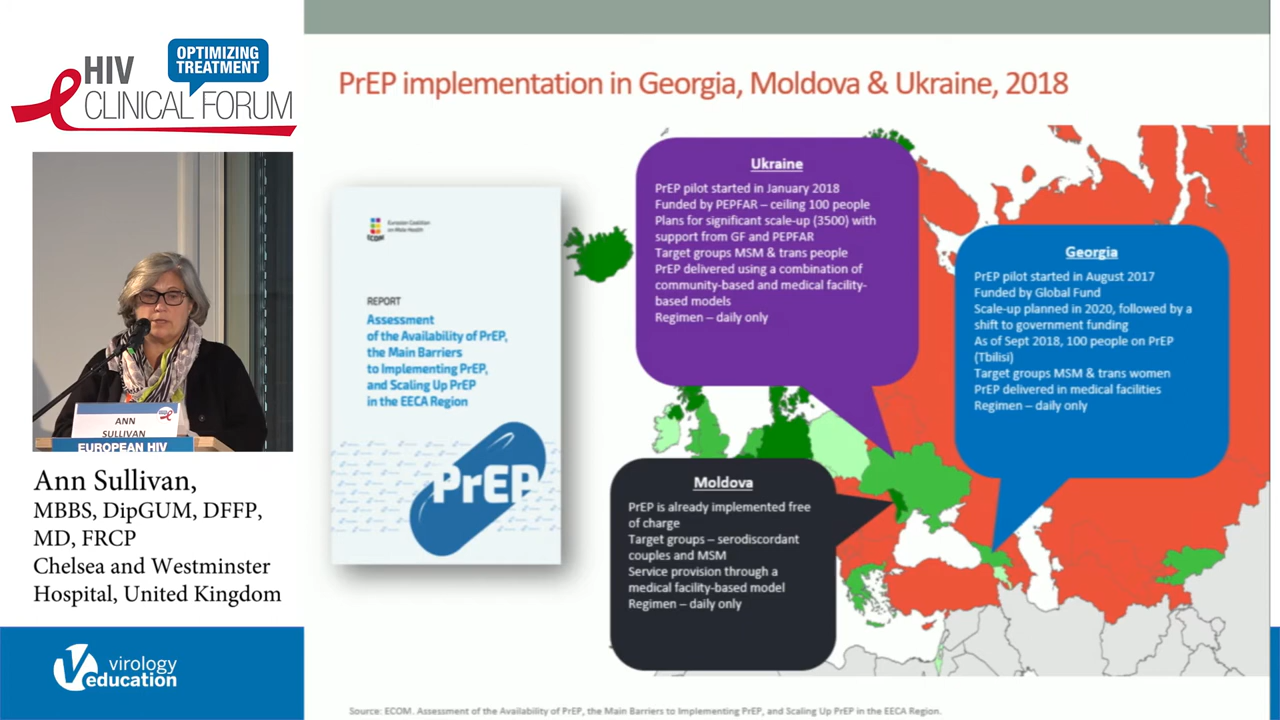 HIV
OPTIMIZING
TREATMENT
CLINICAL FORUM
ANN
SULLIVAN
EUROPEAN HIV
Ann Sullivan,
MBBS, DipGUM, DFFP,
MD, FRCP
Chelsea and Westminster
Hospital, United Kingdom
virology
education
PrEP implementation in Georgia, Moldova & Ukraine, 2018
ECOM
Eurasian Coalition
on Male Health
REPORT
Assessment
of the Availability of PrEP,
the Main Barriers
to Implementing PrEP,
and Scaling Up PrEP
in the EECA Region
PrEP
Ukraine
PrEP pilot started in January 2018
Funded by PEPFAR – ceiling 100 people
Plans for significant scale-up (3500) with
support from GF and PEPFAR
Target groups MSM & trans people
PrEP delivered using a combination of
community-based and medical facility-
based models
Regimen – daily only
Georgia
PrEP pilot started in August 2017
Funded by Global Fund
Scale-up planned in 2020, followed by a
shift to government funding
As of Sept 2018, 100 people on PrEP
(Tbilisi)
Target groups MSM & trans women
PrEP delivered in medical facilities
Regimen – daily only
Moldova
PrEP is already implemented free
of charge
Target groups – serodiscordant
couples and MSM
Service provision through a
medical facility-based model
Regimen – daily only
Source: ECOM. Assessment of the Availability of PrEP, the Main Barriers to Implementing PrEP, and Scaling Up PrEP in the EECA Region.